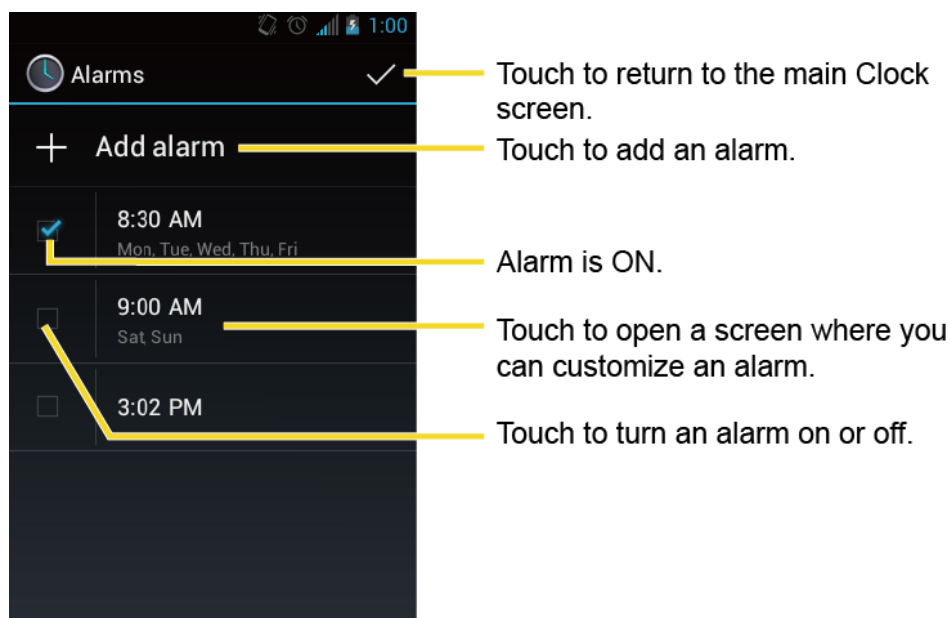 1:00
Alarms
Touch to return to the main Clock
screen.
Add alarm
Touch to add an alarm.
8:30 AM
Mon, Tue, Wed, Thu, Fri
Alarm is ON.
9:00 AM
Sat, Sun
Touch to open a screen where you
can customize an alarm.
3:02 PM
Touch to turn an alarm on or off.